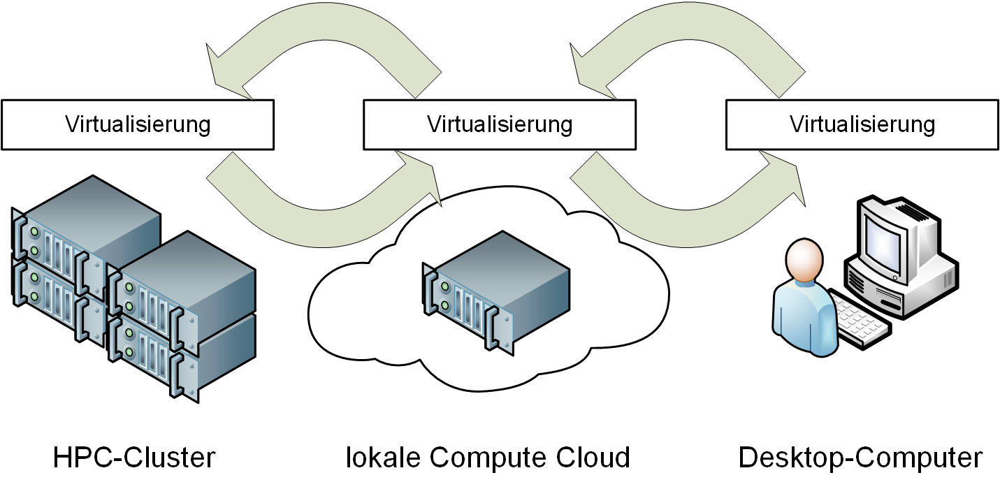 Virtualisierung
Virtualisierung
Virtualisierung
HPC-Cluster
lokale Compute Cloud
Desktop-Computer